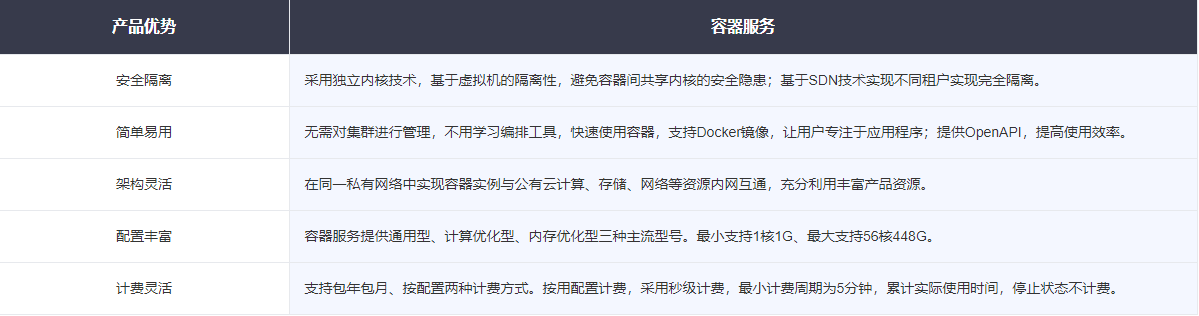 产品优势 容器服务
安全隔离 采用独立内核技术，基于虚拟机的隔离性，避免容器间共享内核的安全隐患；基于SDN技术实现不同租户实现完全隔离。
简单易用 无需对集群进行管理，不用学习编排工具，快速使用容器，支持Docker镜像，让用户专注于应用程序；提供OpenAPI，提高使用效率。
架构灵活 在同一私有网络中实现容器实例与公有云计算、存储、网络等资源内网互通，充分利用丰富产品资源。
配置丰富 容器服务提供通用型、计算优化型、内存优化型三种主流型号。最小支持1核1G、最大支持56核448G。
计费灵活 支持包年包月、按配置两种计费方式。按用配置计费，采用秒级计费，最小计费周期为5分钟，累计实际使用时间，停止状态不计费。